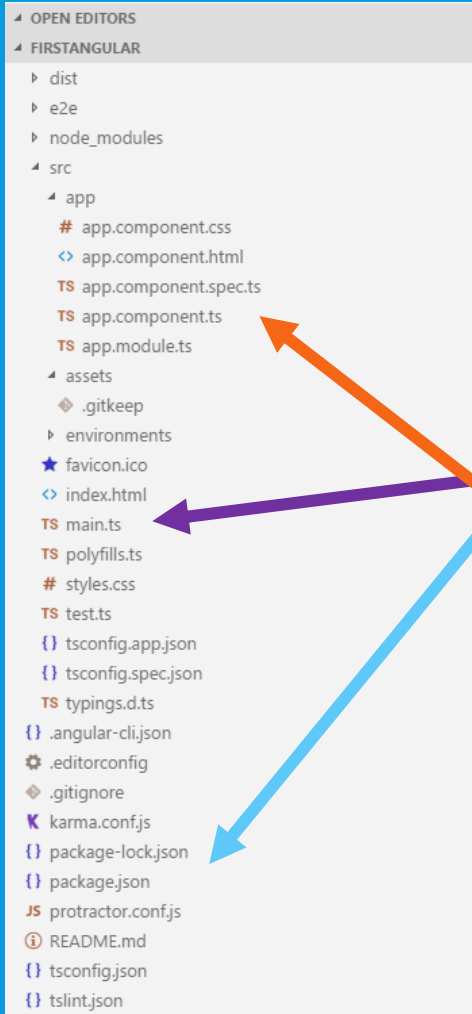 OPEN EDITORS
FIRSTANGULAR
dist
e2e
node_modules
src
app
# app.component.css
<> app.component.html
TS app.component.spec.ts
TS app.component.ts
TS app.module.ts
assets
.gitkeep
environments
favicon.ico
<> index.html
TS main.ts
TS polyfills.ts
# styles.css
TS test.ts
{} tsconfig.app.json
{} tsconfig.spec.json
TS typings.d.ts
{} .angular-cli.json
.editorconfig
.gitignore
K karma.conf.js
{} package-lock.json
{} package.json
JS protractor.conf.js
README.md
{} tsconfig.json
{} tslint.json